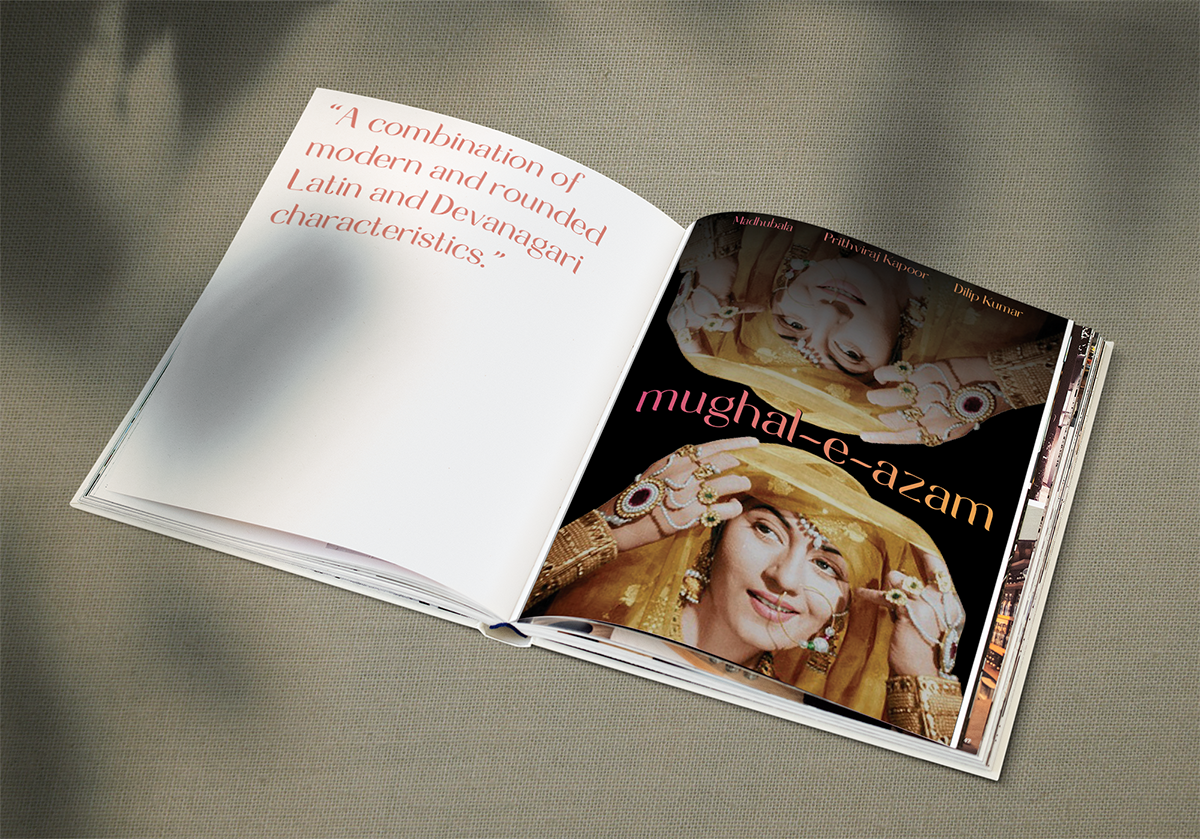 “A combination of
modern and rounded
Latin and Devanagari
characteristics.”
Madhubala
Prithviraj Kapoor
Dilip Kumar
mughal-e-azam